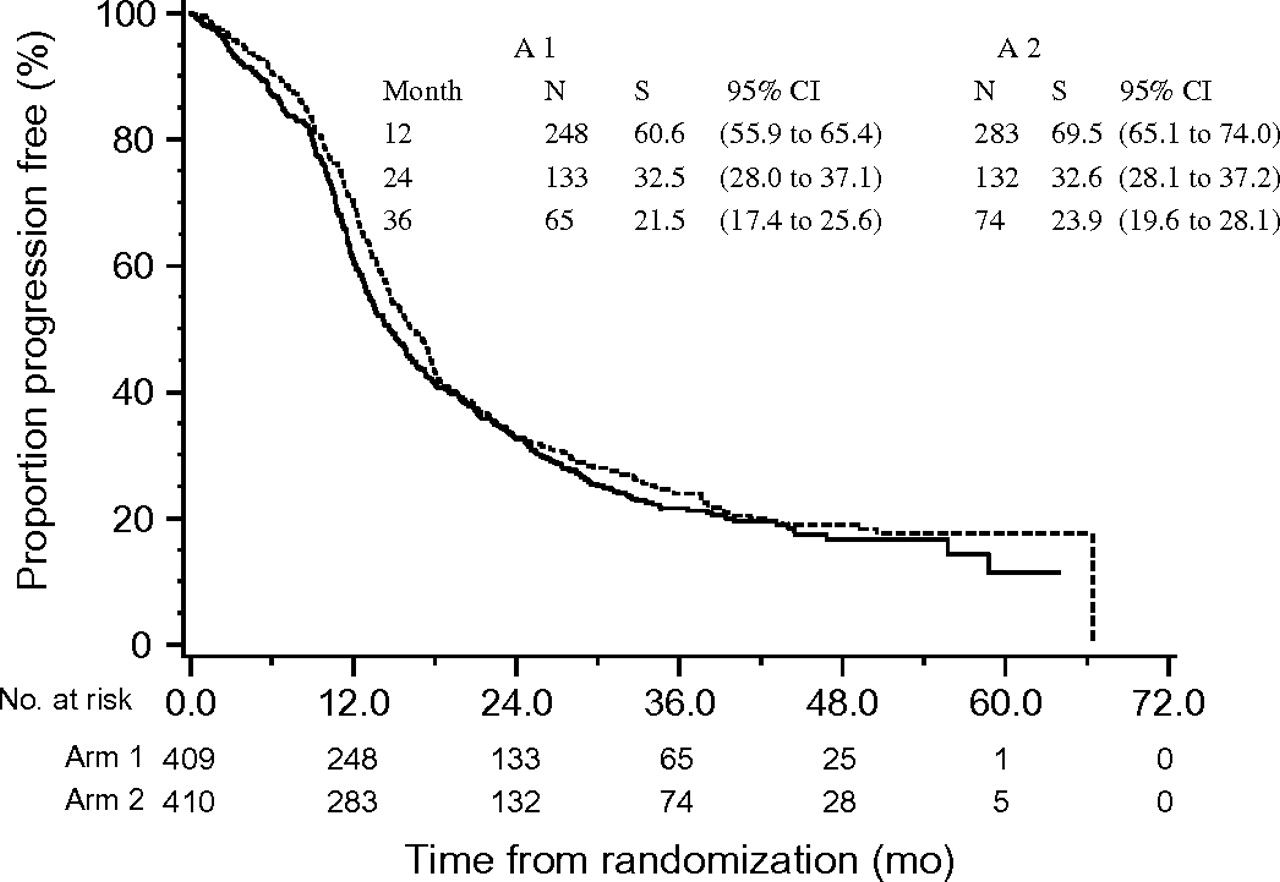 Proportion progression free (%)
100
80
60
40
20
0
A 1 A 2
Month N S 95% CI N S 95% CI
12 248 60.6 (55.9 to 65.4) 283 69.5 (65.1 to 74.0)
24 133 32.5 (28.0 to 37.1) 132 32.6 (28.1 to 37.2)
36 65 21.5 (17.4 to 25.6) 74 23.9 (19.6 to 28.1)
No. at risk 0.0 12.0 24.0 36.0 48.0 60.0 72.0
Arm 1 409 248 133 65 25 1 0
Arm 2 410 283 132 74 28 5 0
Time from randomization (mo)